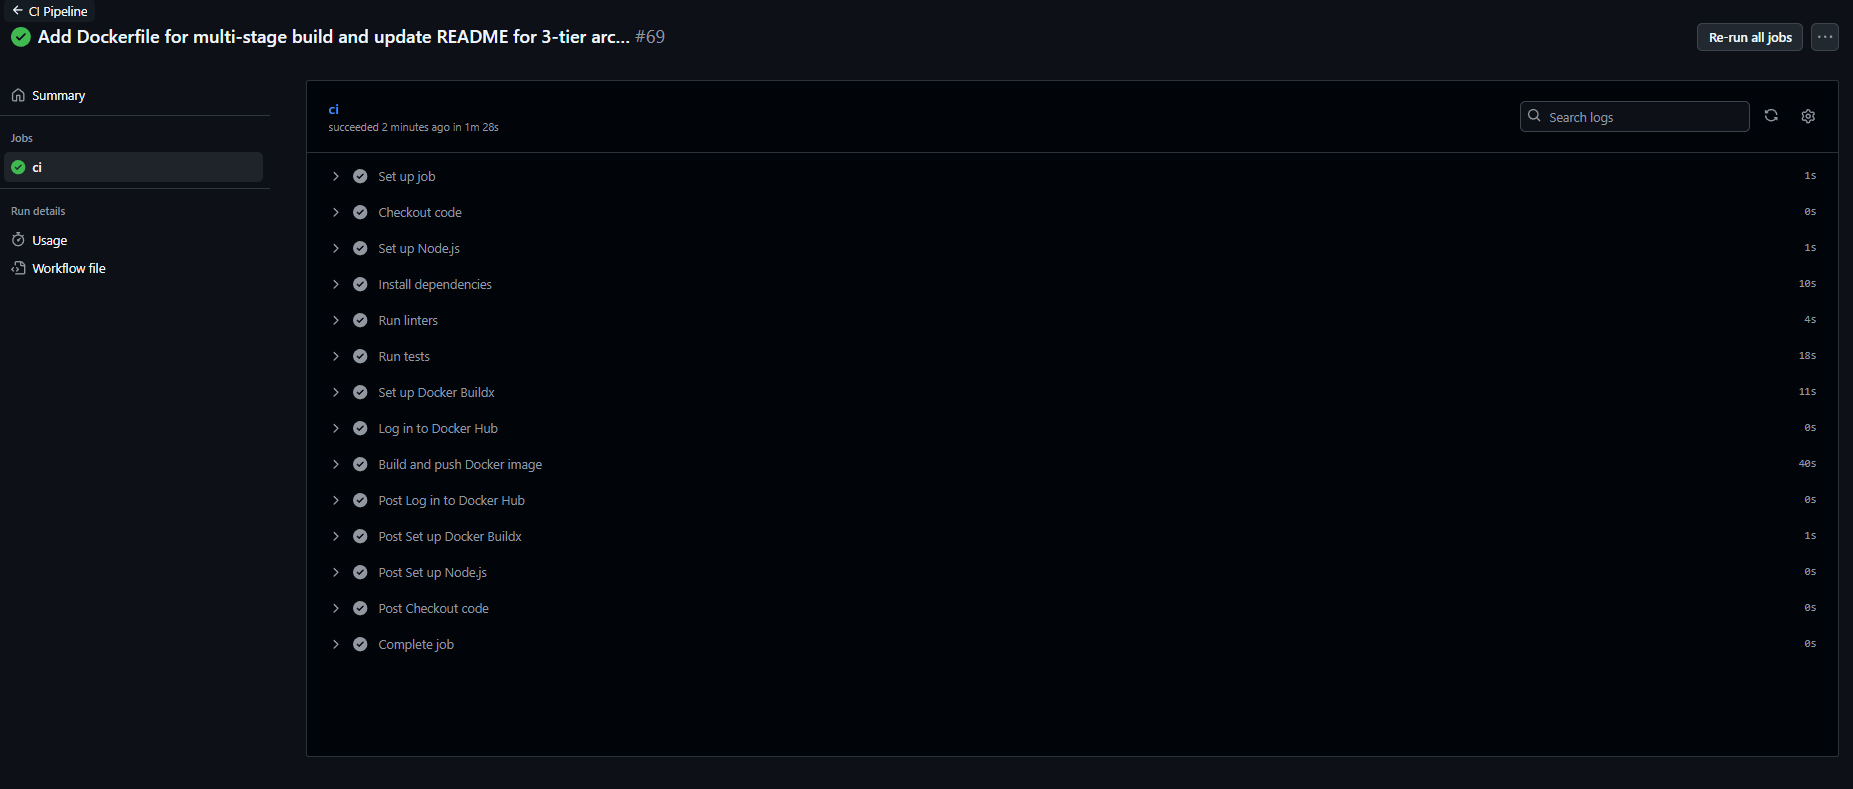 CI Pipeline
Add Dockerfile for multi-stage build and update README for 3-tier arc... #69
Re-run all jobs
Summary
Jobs
ci
Run details
Usage
Workflow file
ci
succeeded 2 minutes ago in 1m 28s
Search logs
Set up job 1s
Checkout code 0s
Set up Node.js 1s
Install dependencies 10s
Run linters 4s
Run tests 18s
Set up Docker Buildx 11s
Log in to Docker Hub 0s
Build and push Docker image 40s
Post Log in to Docker Hub 0s
Post Set up Docker Buildx 1s
Post Set up Node.js 0s
Post Checkout code 0s
Complete job 0s